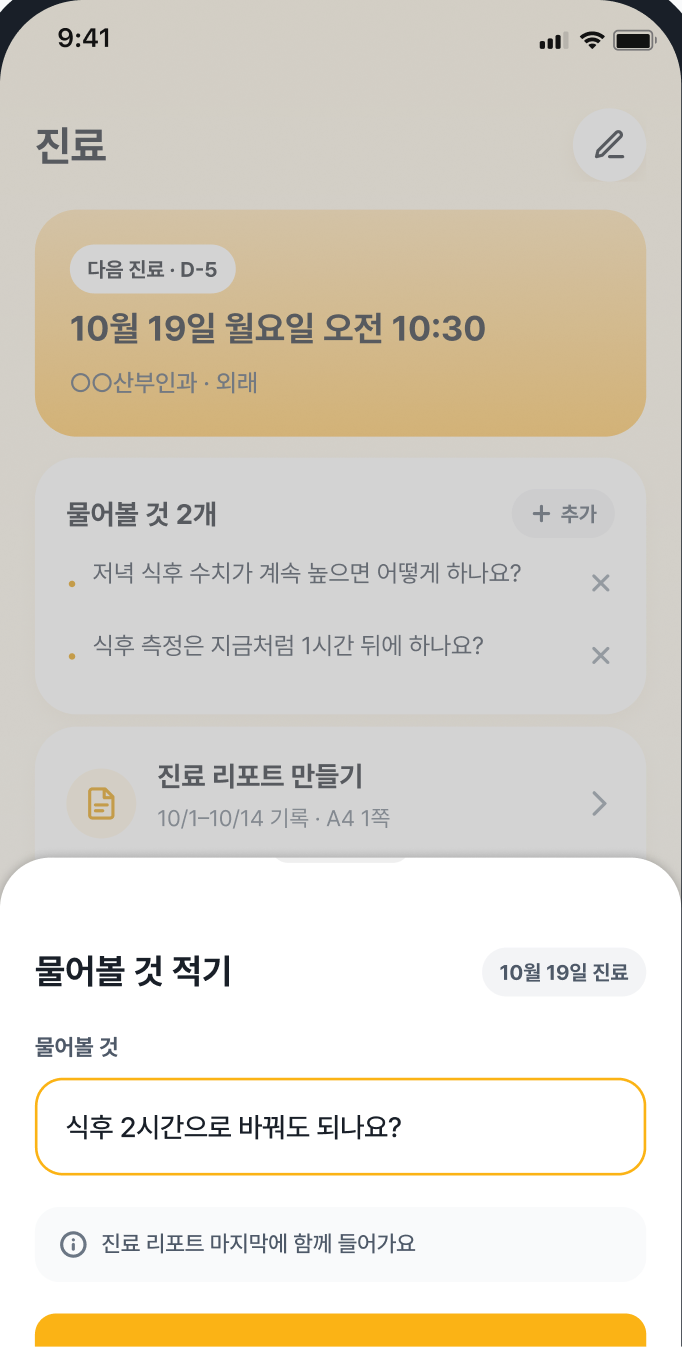 9:41
진료
다음 진료 · D-5
10월 19일 월요일 오전 10:30
○○산부인과 · 외래
물어볼 것 2개
+ 추가
• 저녁 식후 수치가 계속 높으면 어떻게 하나요?
• 식후 측정은 지금처럼 1시간 뒤에 하나요?
진료 리포트 만들기
10/1–10/14 기록 · A4 1쪽
물어볼 것 적기
10월 19일 진료
물어볼 것
식후 2시간으로 바꿔도 되나요?
진료 리포트 마지막에 함께 들어가요